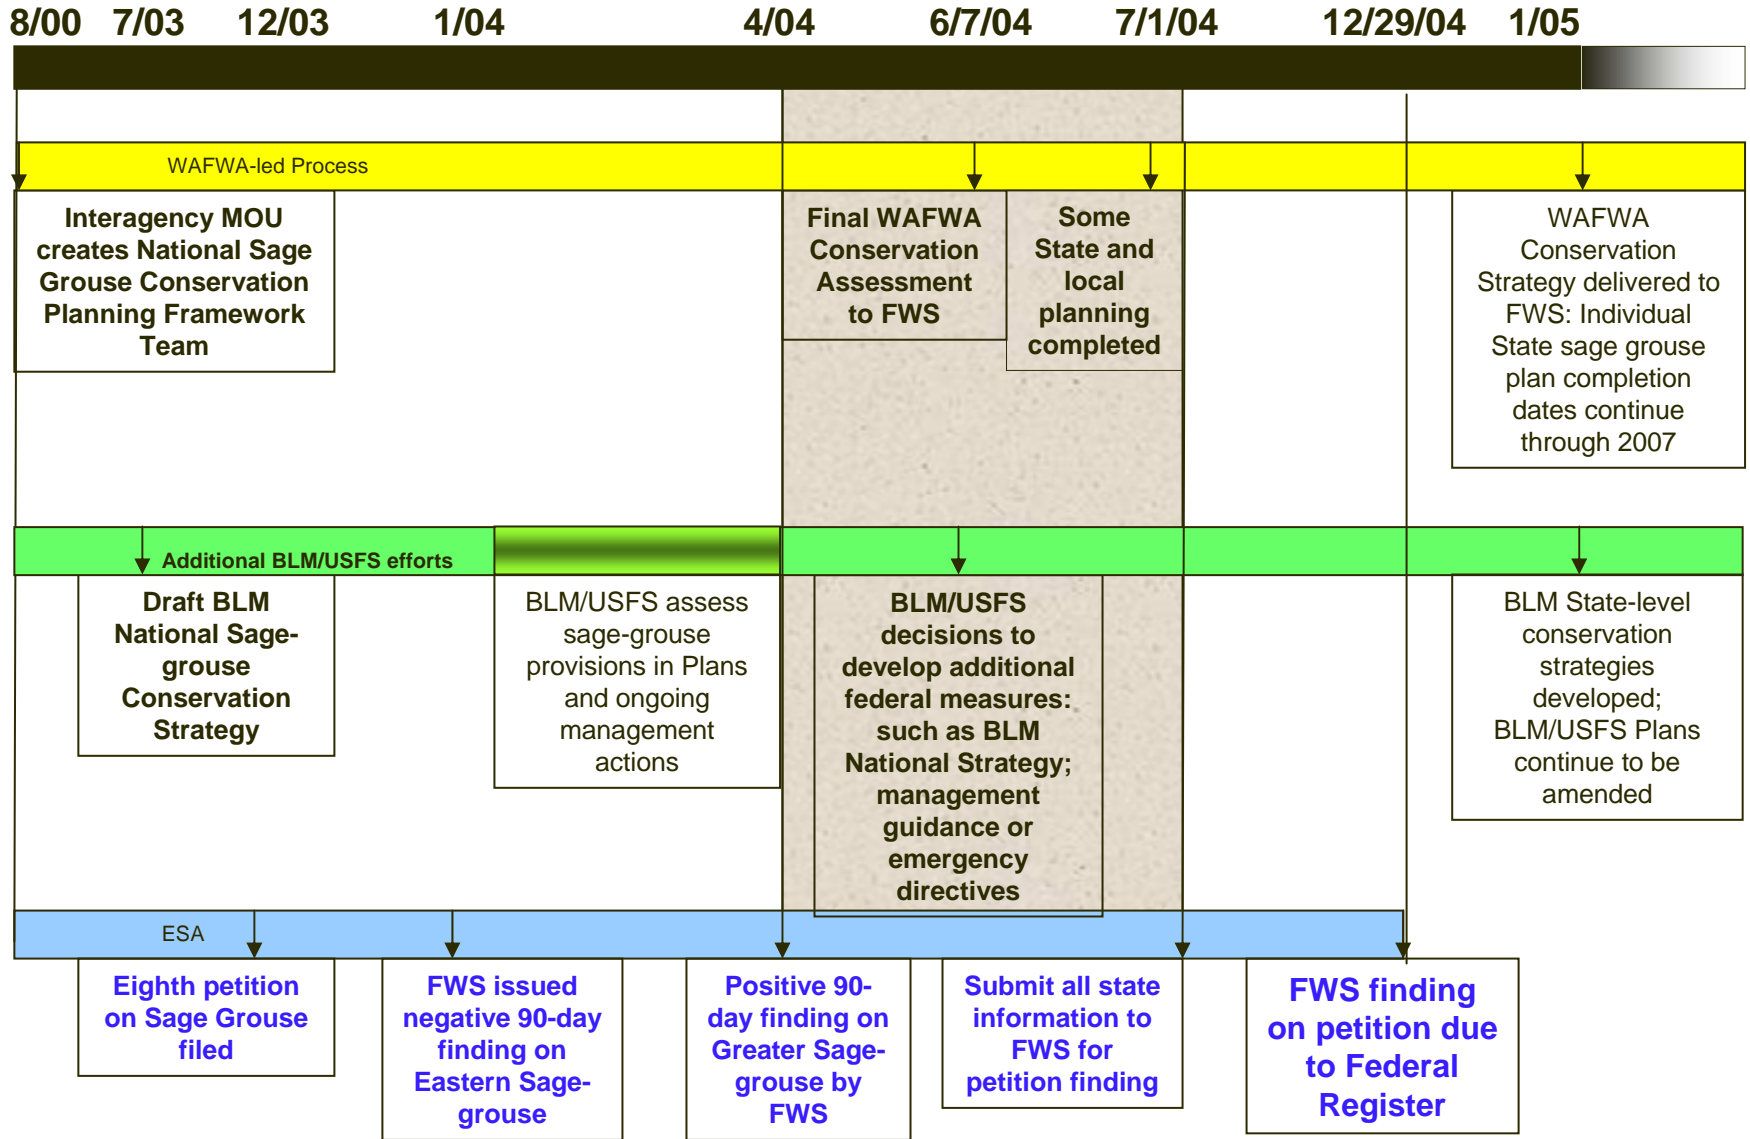 8/00 7/03 12/03 1/04 4/04 6/7/04 7/1/04 12/29/04 1/05
WAFWA-led Process
Interagency MOU
creates National Sage
Grouse Conservation
Planning Framework
Team
Final WAFWA
Conservation
Assessment
to FWS
Some
State and
local
planning
completed
WAFWA
Conservation
Strategy delivered to
FWS: Individual
State sage grouse
plan completion
dates continue
through 2007
Additional BLM/USFS efforts
Draft BLM
National Sage-
grouse
Conservation
Strategy
BLM/USFS assess
sage-grouse
provisions in Plans
and ongoing
management
actions
BLM/USFS
decisions to
develop additional
federal measures:
such as BLM
National Strategy;
management
guidance or
emergency
directives
BLM State-level
conservation
strategies
developed;
BLM/USFS Plans
continue to be
amended
ESA
Eighth petition
on Sage Grouse
filed
FWS issued
negative 90-day
finding on
Eastern Sage-
grouse
Positive 90-
day finding on
Greater Sage-
grouse by
FWS
Submit all state
information to
FWS for
petition finding
FWS finding
on petition due
to Federal
Register